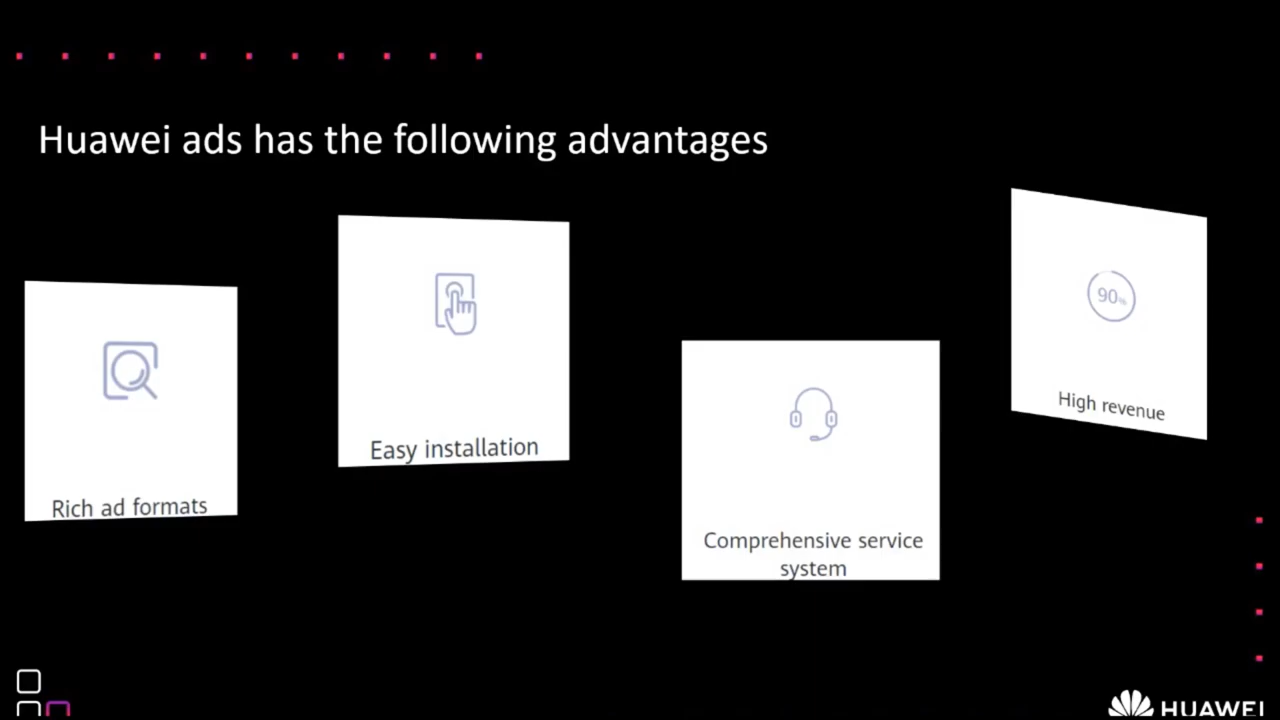 Huawei ads has the following advantages
Rich ad formats
Easy installation
Comprehensive service
system
90%
High revenue
HUAWEI